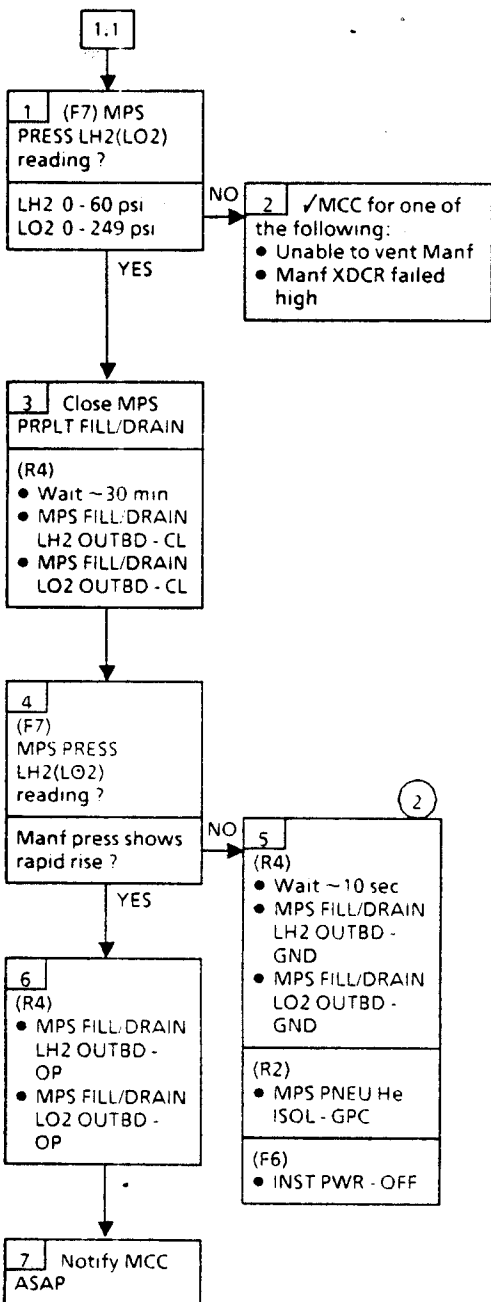 1.1
1 (F7) MPS
PRESS LH2(LO2)
reading ?
LH2 0 - 60 psi
LO2 0 - 249 psi
NO
YES
2 ✓MCC for one of
the following:
● Unable to vent Manf
● Manf XDCR failed
high
3 Close MPS
PRPLT FILL/DRAIN
(R4)
● Wait ~30 min
● MPS FILL/DRAIN
LH2 OUTBD - CL
● MPS FILL/DRAIN
LO2 OUTBD - CL
4
(F7)
MPS PRESS
LH2(LO2)
reading ?
Manf press shows
rapid rise ?
NO
YES
2
5
(R4)
● Wait ~10 sec
● MPS FILL/DRAIN
LH2 OUTBD -
GND
● MPS FILL/DRAIN
LO2 OUTBD -
GND
(R2)
● MPS PNEU He
ISOL - GPC
(F6)
● INST PWR - OFF
6
(R4)
● MPS FILL/DRAIN
LH2 OUTBD -
OP
● MPS FILL/DRAIN
LO2 OUTBD -
OP
7 Notify MCC
ASAP